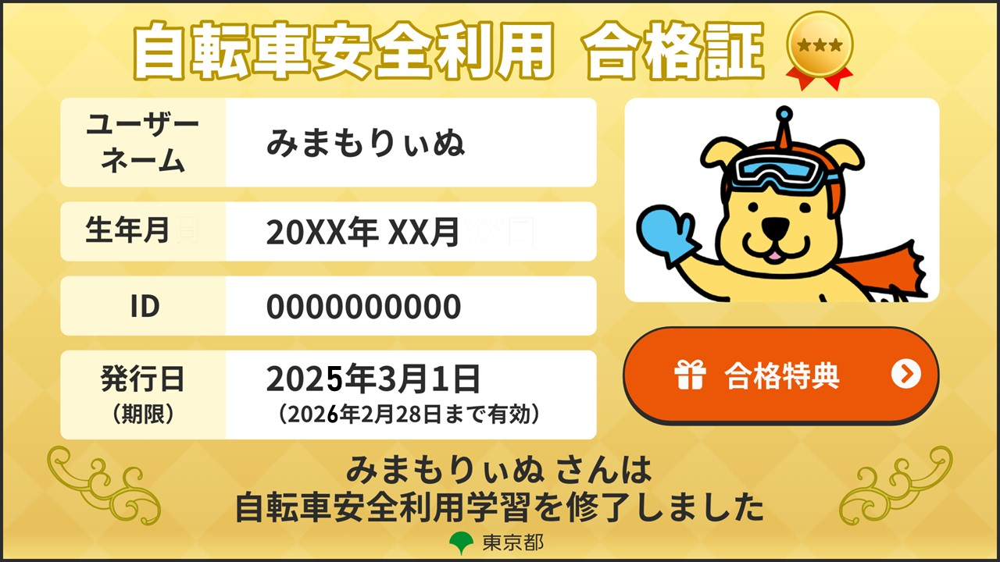 自転車安全利用 合格証
ユーザー
ネーム
みまもりぃぬ
生年月
20XX年 XX月
ID
0000000000
発行日
（期限）
2025年3月1日
（2026年2月28日まで有効）
合格特典
みまもりぃぬ さんは
自転車安全利用学習を修了しました
東京都